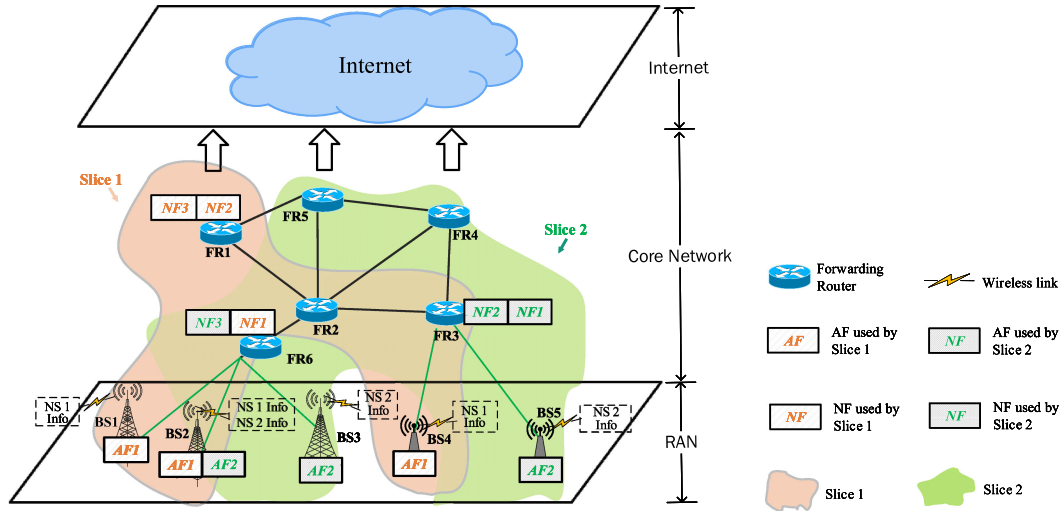 Internet
Internet
Slice 1
NF3 NF2
FR5
FR4
FR1
Slice 2
Core Network
Forwarding
Router
Wireless link
NF3 NF1
FR2
FR3
NF2 NF1
FR6
AF
AF used by
Slice 1
NF
AF used by
Slice 2
NS 1
Info
BS1
NS 1 Info
NS 2 Info
BS2
NS 2
Info
BS3
NS 1
Info
BS4
BS5
NS 2
Info
RAN
NF
NF used by
Slice 1
NF
NF used by
Slice 2
AF1
AF1 AF2
AF2
AF1
AF2
Slice 1
Slice 2